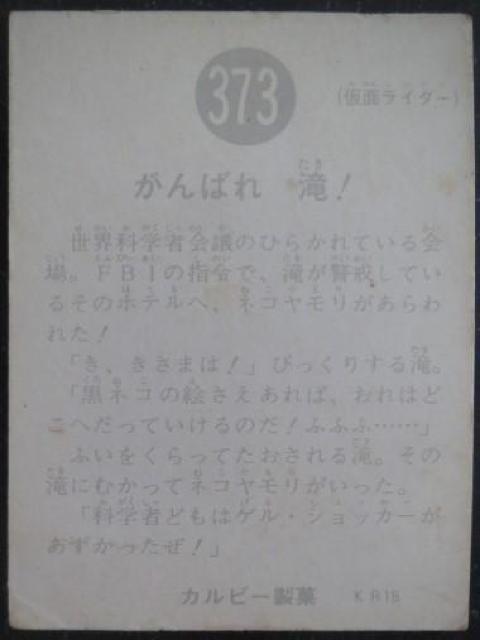 373
(仮面ライダー)
がんばれ 滝!
世界科学者会議のひらかれている会
場。FBIの指令で、滝が警戒してい
るそのホテルへ、ネコヤモリがあらわ
れた!
「き、きさまは!」びっくりする滝。
「黒ネコの絵さえあれば、おれはど
こへだっていけるのだ!ふふふ……」
ふいをくらってたおされる滝。その
滝にむかってネコヤモリがいった。
「科学者どもはゲル・ショッカーが
あずかったぜ!」
カルビー製菓 KR18